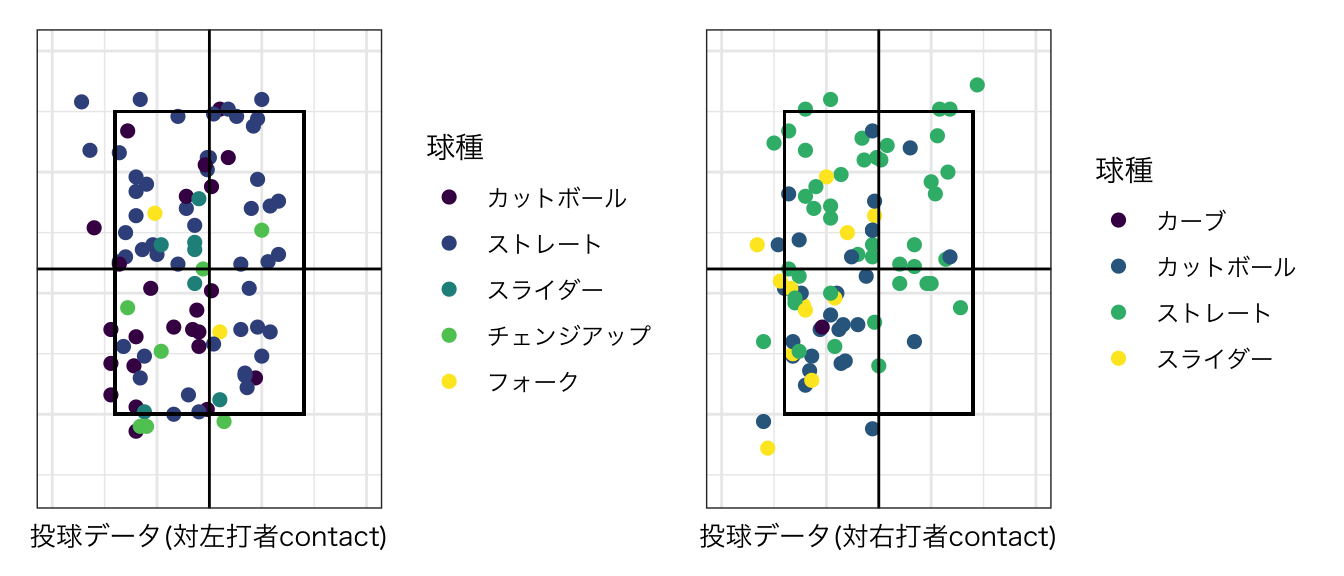 球種
カットボール
ストレート
スライダー
チェンジアップ
フォーク
投球データ(対左打者contact)
球種
カーブ
カットボール
ストレート
スライダー
投球データ(対右打者contact)